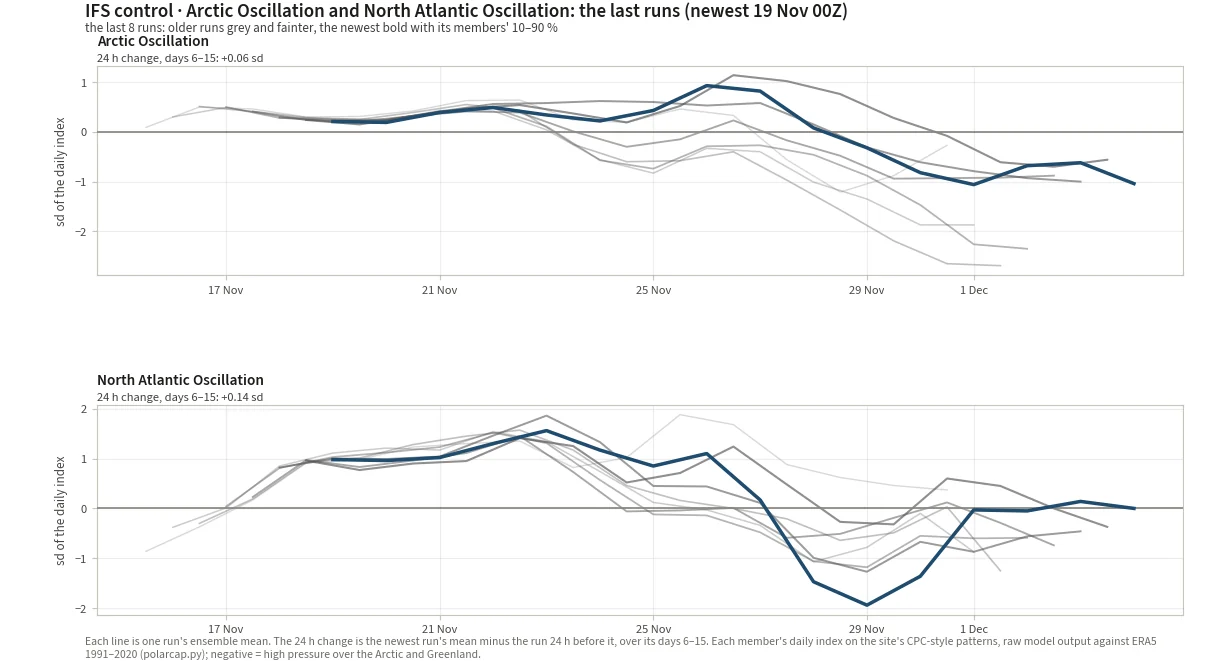 IFS control · Arctic Oscillation and North Atlantic Oscillation: the last runs (newest 19 Nov 00Z)
the last 8 runs: older runs grey and fainter, the newest bold with its members' 10–90 %
Arctic Oscillation
24 h change, days 6–15: +0.06 sd
sd of the daily index
1
0
−1
−2
17 Nov
21 Nov
25 Nov
29 Nov
1 Dec
North Atlantic Oscillation
24 h change, days 6–15: +0.14 sd
sd of the daily index
2
1
0
−1
−2
17 Nov
21 Nov
25 Nov
29 Nov
1 Dec
Each line is one run's ensemble mean. The 24 h change is the newest run's mean minus the run 24 h before it, over its days 6–15. Each member's daily index on the site's CPC-style patterns, raw model output against ERA5
1991–2020 (polarcap.py); negative = high pressure over the Arctic and Greenland.